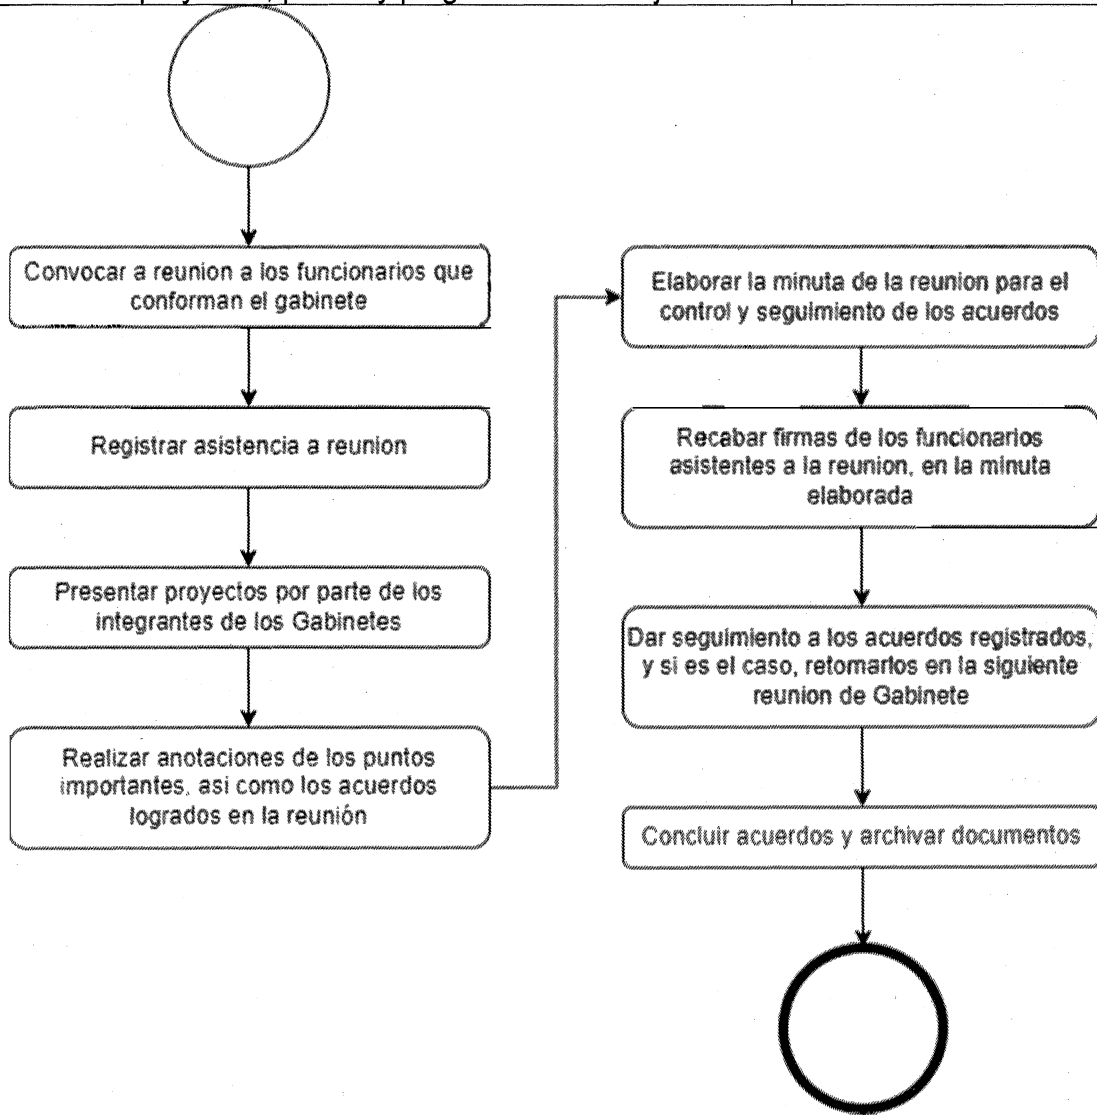 Convocar a reunion a los funcionarios que
conforman el gabinete
Registrar asistencia a reunion
Presentar proyectos por parte de los
integrantes de los Gabinetes
Realizar anotaciones de los puntos
importantes, asi como los acuerdos
logrados en la reunión
Elaborar la minuta de la reunion para el
control y seguimiento de los acuerdos
Recabar firmas de los funcionarios
asistentes a la reunion, en la minuta
elaborada
Dar seguimiento a los acuerdos registrados,
y si es el caso, retomarlos en la siguiente
reunion de Gabinete
Concluir acuerdos y archivar documentos